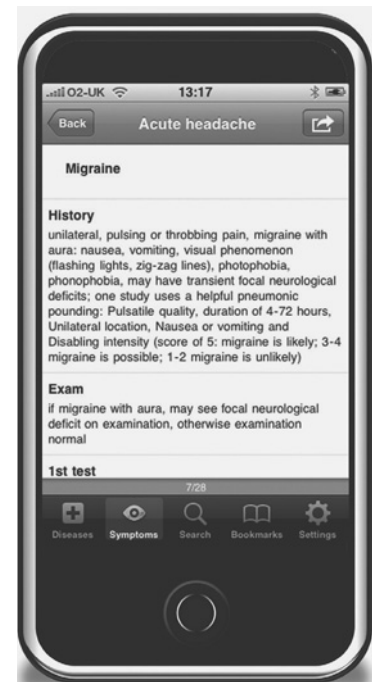 O2-UK 13:17
Back Acute headache
Migraine
History
unilateral, pulsing or throbbing pain, migraine with
aura: nausea, vomiting, visual phenomenon
(flashing lights, zig-zag lines), photophobia,
phonophobia, may have transient focal neurological
deficits; one study uses a helpful pneumonic
pounding: Pulsatile quality, duration of 4-72 hours,
Unilateral location, Nausea or vomiting and
Disabling intensity (score of 5: migraine is likely; 3-4
migraine is possible; 1-2 migraine is unlikely)
Exam
if migraine with aura, may see focal neurological
deficit on examination, otherwise examination
normal
1st test
7/28
Diseases Symptoms Search Bookmarks Settings